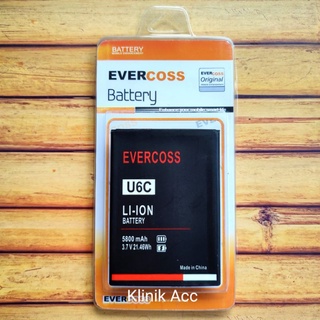 BATTERY
EVERCOSS
Battery
EVERCOSS
Original
EVERCOSS
U6C
LI-ION
BATTERY
5800 mAh
3.7 V 21.46Wh
Made in China
Klinik Acc
EVERCOSS